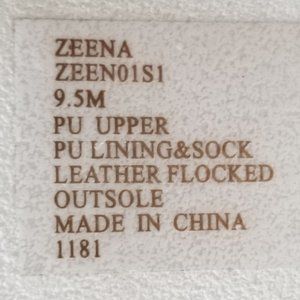 ZEENA
ZEEN01S1
9.5M
PU UPPER
PU LINING&SOCK
LEATHER FLOCKED
OUTSOLE
MADE IN CHINA
1181